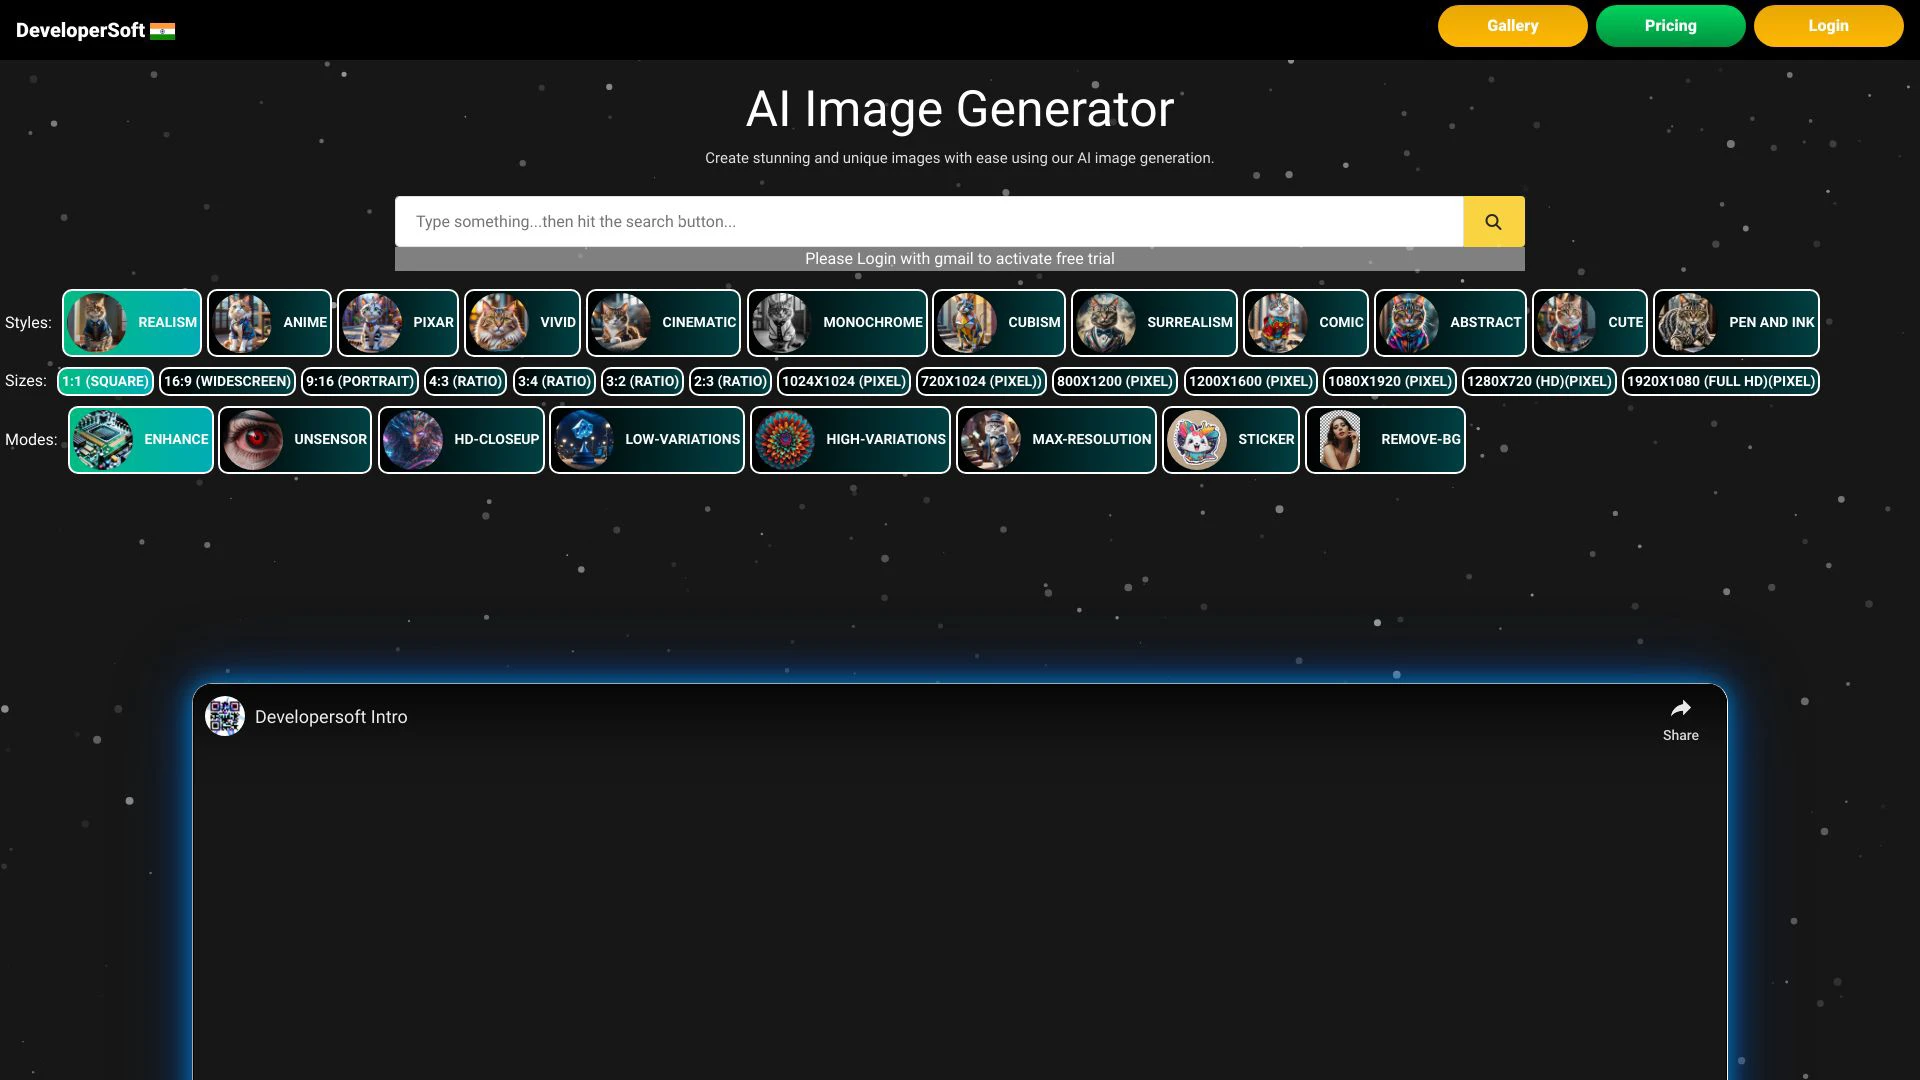 DeveloperSoft
Gallery
Pricing
Login
AI Image Generator
Create stunning and unique images with ease using our AI image generation.
Type something...then hit the search button...
Please Login with gmail to activate free trial
Styles: REALISM ANIME PIXAR VIVID CINEMATIC MONOCHROME CUBISM SURREALISM COMIC ABSTRACT CUTE PEN AND INK
Sizes: 1:1 (SQUARE) 16:9 (WIDESCREEN) 9:16 (PORTRAIT) 4:3 (RATIO) 3:4 (RATIO) 3:2 (RATIO) 2:3 (RATIO) 1024X1024 (PIXEL) 720X1024 (PIXEL)) 800X1200 (PIXEL) 1200X1600 (PIXEL) 1080X1920 (PIXEL) 1280X720 (HD)(PIXEL) 1920X1080 (FULL HD)(PIXEL)
Modes: ENHANCE UNSENSOR HD-CLOSEUP LOW-VARIATIONS HIGH-VARIATIONS MAX-RESOLUTION STICKER REMOVE-BG
Developersoft Intro
Share